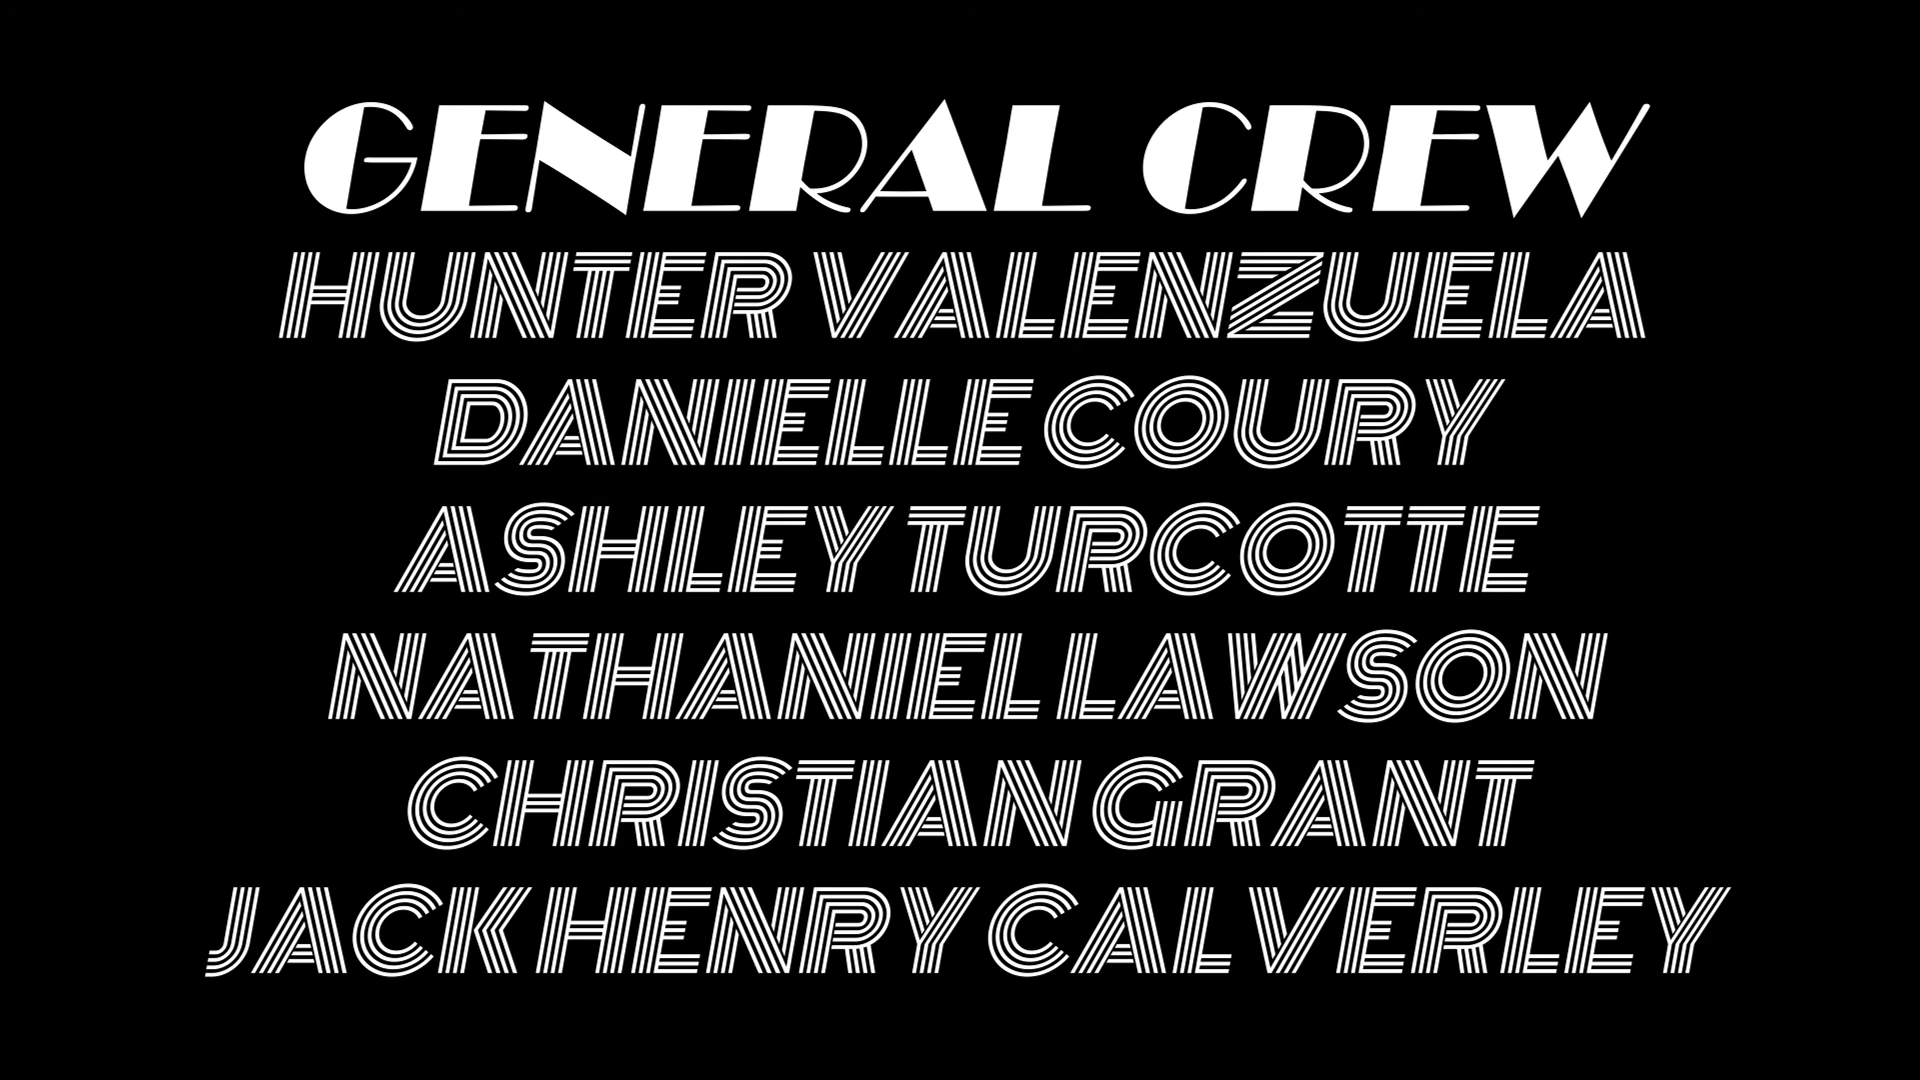 GENERAL CREW
HUNTER VALENZUELA
DANIELLE COURY
ASHLEY TURCOTTE
NATHANIEL LAWSON
CHRISTIAN GRANT
JACK HENRY CALVERLEY